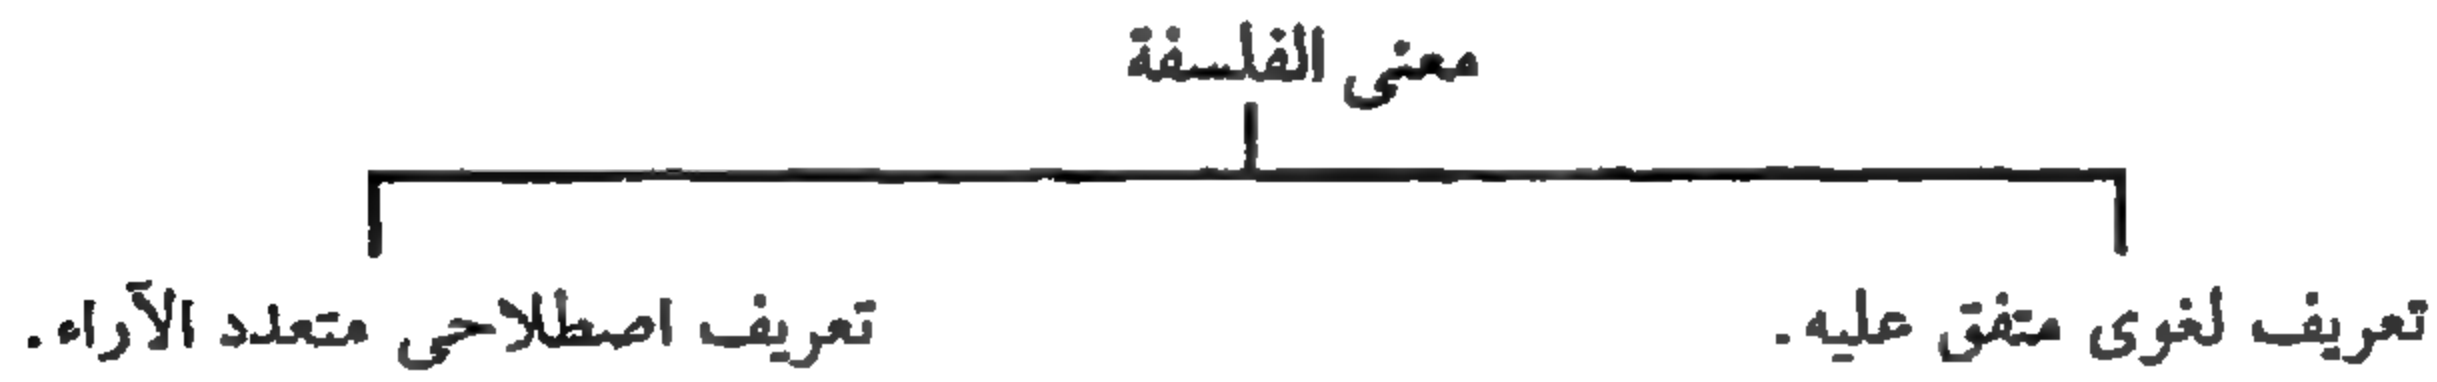 معنى الفلسفة
تعريف لغوى متفق عليه.
تعريف اصطلاحى متعدد الآراء.